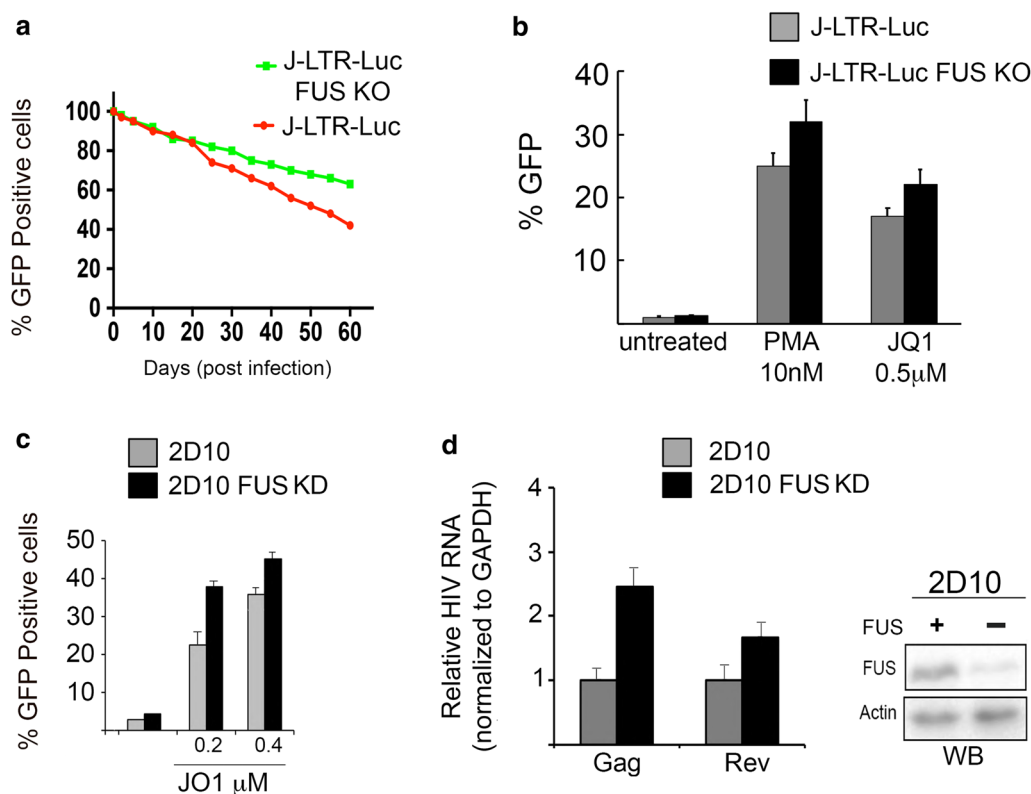 a
J-LTR-Luc
FUS KO
J-LTR-Luc
% GFP Positive cells
100
80
60
40
20
0
0 10 20 30 40 50 60
Days (post infection)
b
J-LTR-Luc
J-LTR-Luc FUS KO
% GFP
40
30
20
10
untreated PMA JQ1
10nM 0.5μM
c
2D10
2D10 FUS KD
% GFP Positive cells
50
40
30
20
10
0.2 0.4
JO1 μM
d
2D10
2D10 FUS KD
Relative HIV RNA
(normalized to GAPDH)
4
3
2
1
Gag Rev
2D10
FUS + −
FUS
Actin
WB